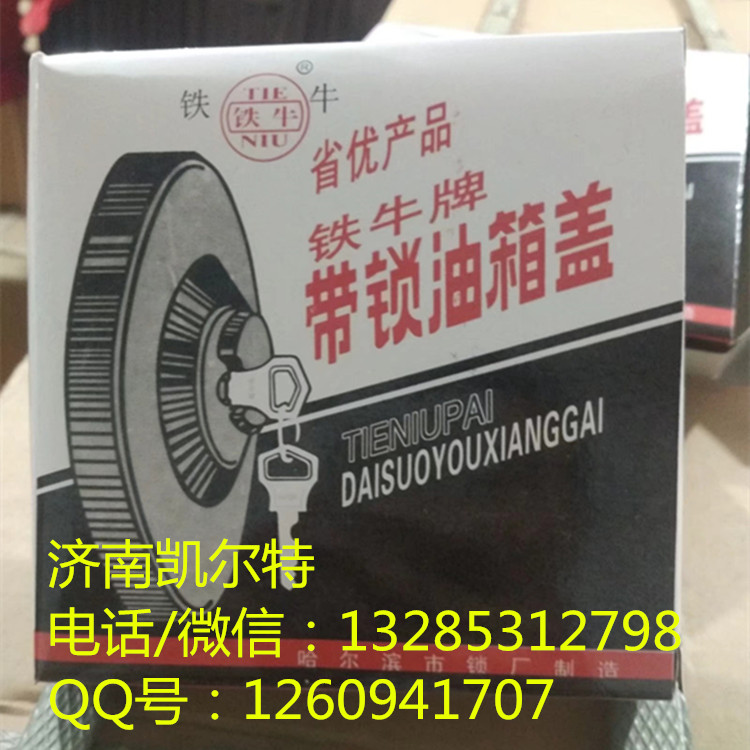 铁 牛
TIE
铁牛
NIU
®
省优产品
铁牛牌
带锁油箱盖
TIENIUPAI
DAISUOYOUXIANGGAI
盖
济南凯尔特
电话/微信：13285312798
哈尔滨市锁厂制造
QQ号：1260941707